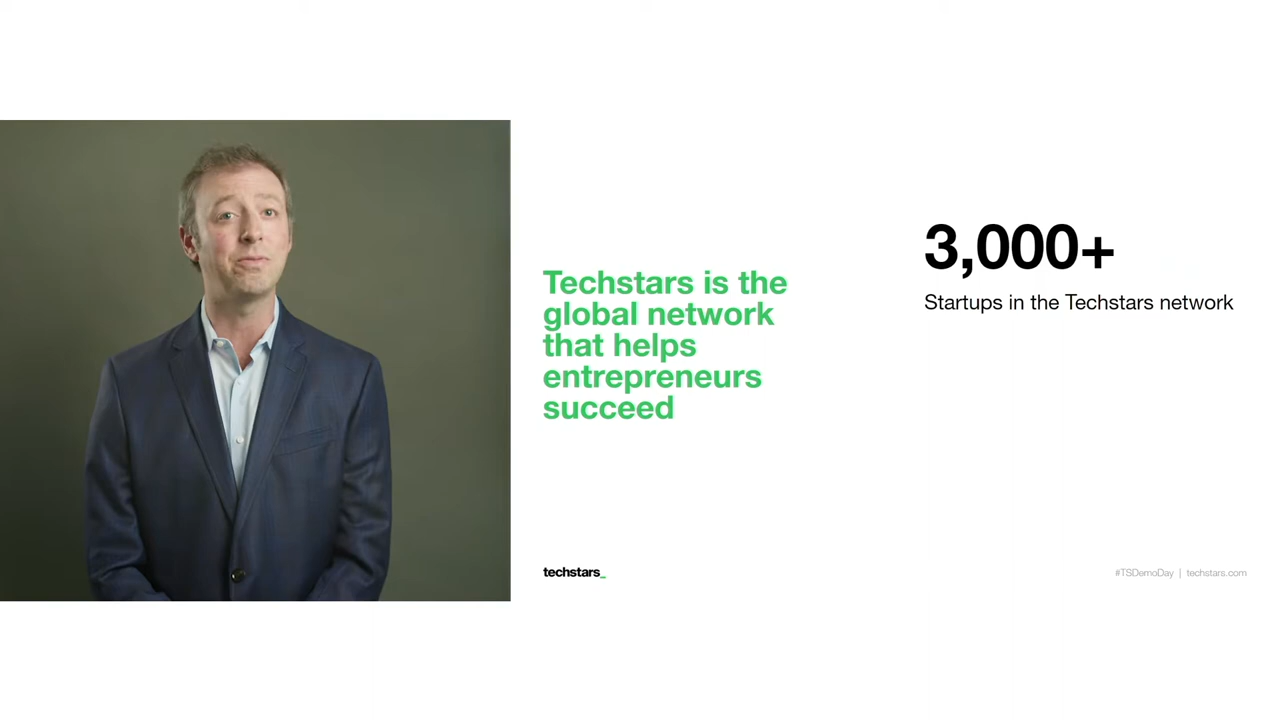 Techstars is the
global network
that helps
entrepreneurs
succeed
3,000+
Startups in the Techstars network
techstars_
#TSDemoDay | techstars.com